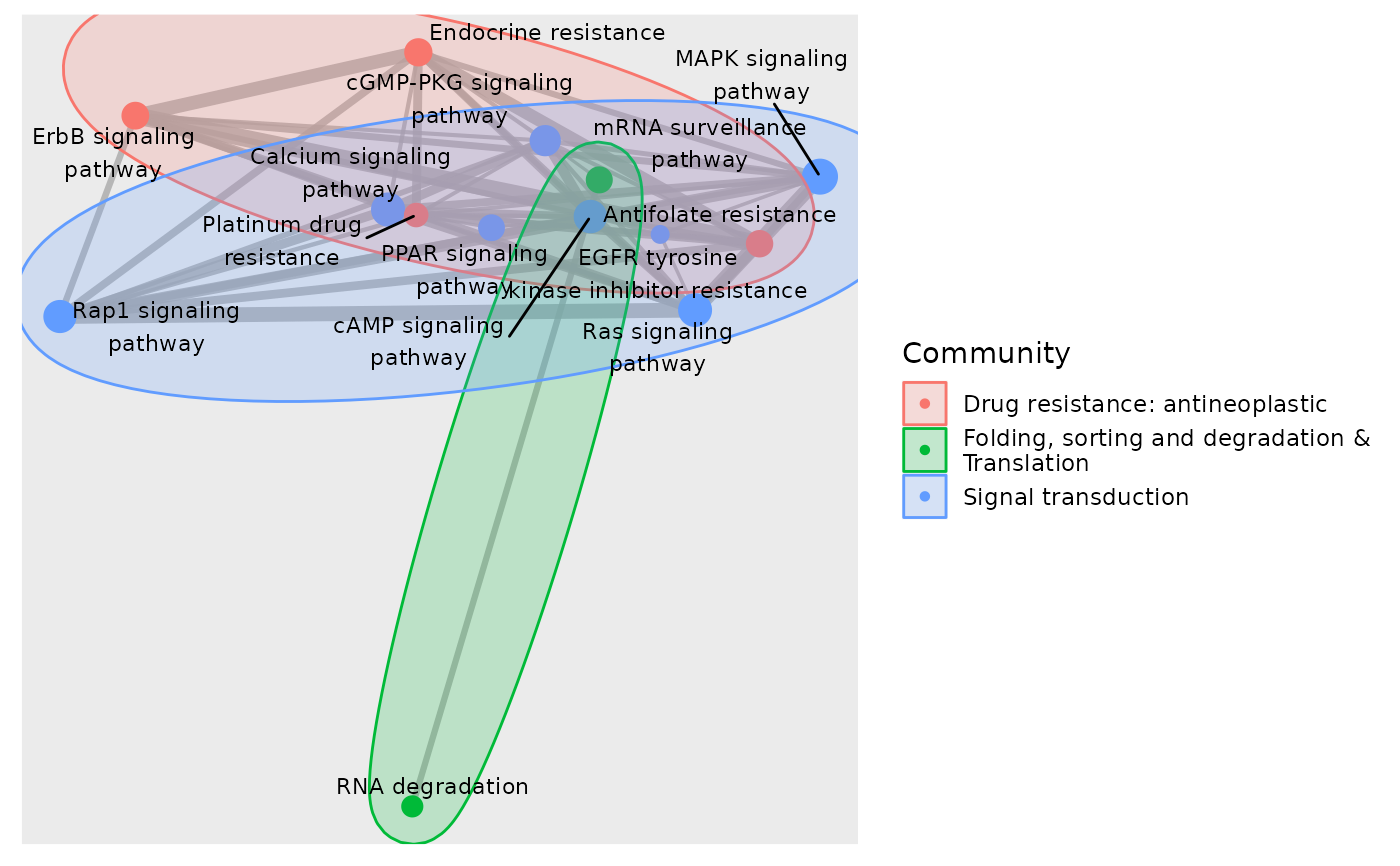 Endocrine resistance
MAPK signaling
pathway
cGMP-PKG signaling
pathway
mRNA surveillance
pathway
ErbB signaling
pathway
Calcium signaling
pathway
Platinum drug
resistance
Antifolate resistance
PPAR signaling
pathway
EGFR tyrosine
kinase inhibitor resistance
Rap1 signaling
pathway
cAMP signaling
pathway
Ras signaling
pathway
RNA degradation
Community
Drug resistance: antineoplastic
Folding, sorting and degradation &
Translation
Signal transduction